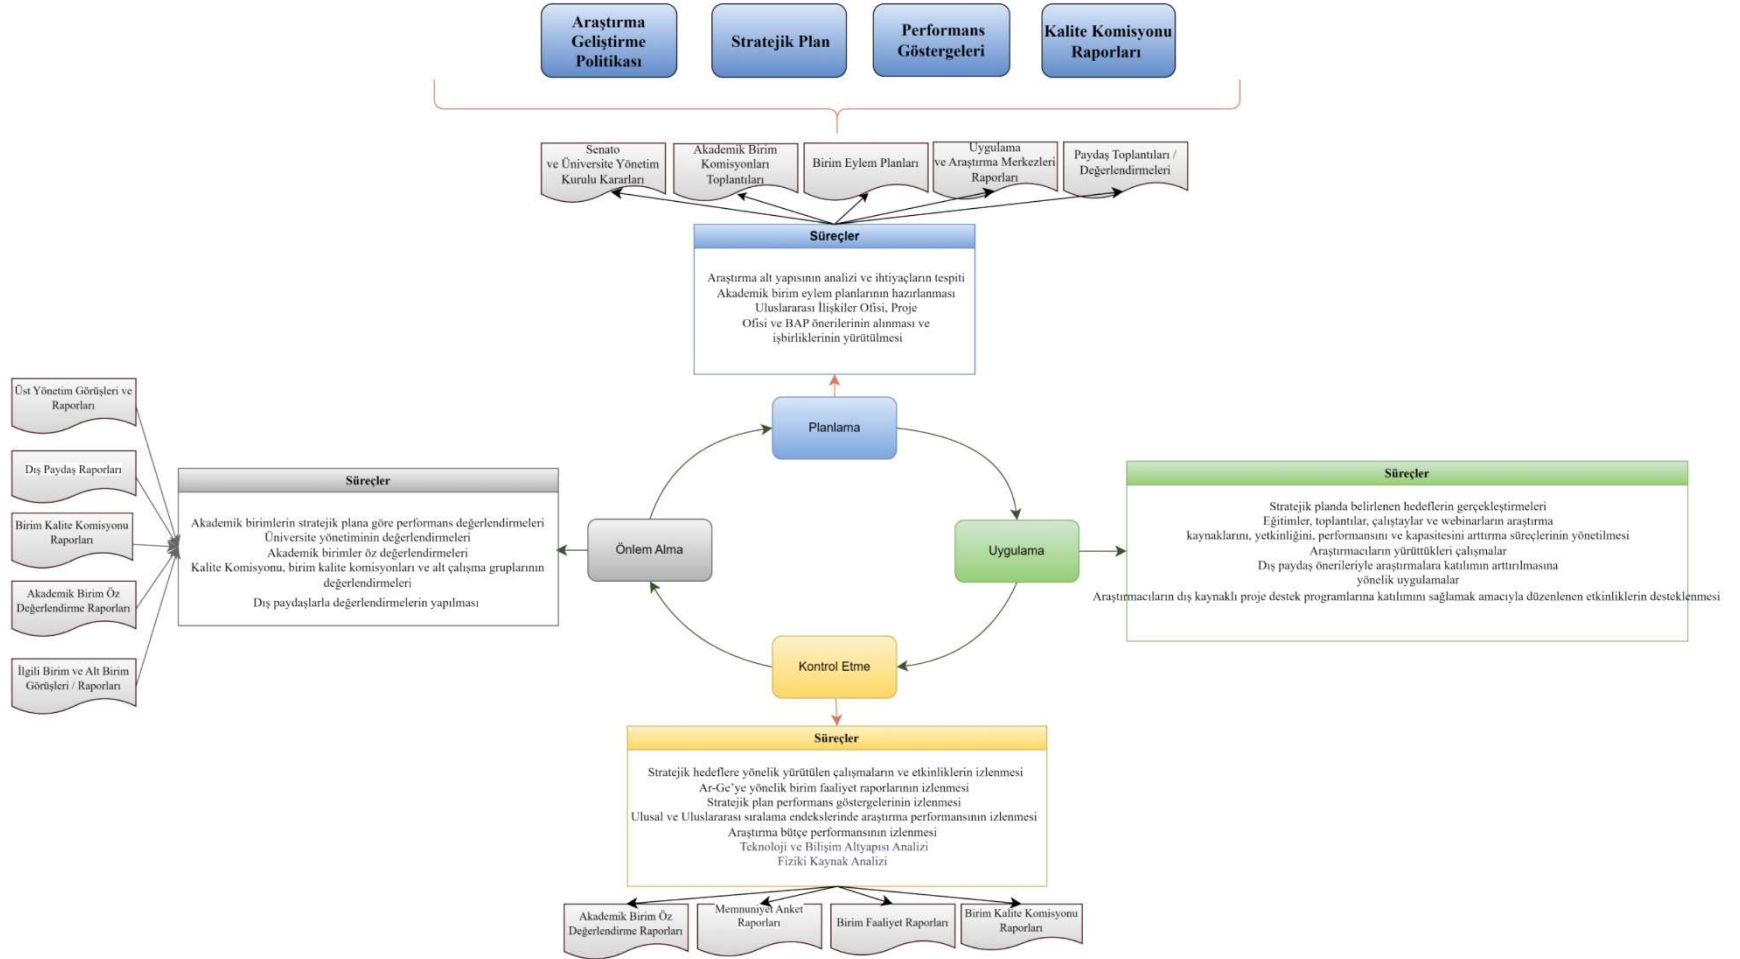 Araştırma
Geliştirme
Politikası
Stratejik Plan
Performans
Göstergeleri
Kalite Komisyonu
Raporları
Senato
ve Üniversite Yönetim
Kurulu Kararları
Akademik Birim
Komisyonları
Toplantıları
Birim Eylem Planları
Uygulama
ve Araştırma Merkezleri
Raporları
Paydaş Toplantıları /
Değerlendirmeleri
Süreçler
Araştırma alt yapısının analizi ve ihtiyaçların tespiti
Akademik birim eylem planlarının hazırlanması
Uluslararası İlişkiler Ofisi, Proje
Ofisi ve BAP önerilerinin alınması ve
işbirliklerinin yürütülmesi
Planlama
Üst Yönetim Görüşleri ve
Raporları
Dış Paydaş Raporları
Birim Kalite Komisyonu
Raporları
Akademik Birim Öz
Değerlendirme Raporları
İlgili Birim ve Alt Birim
Görüşleri / Raporları
Süreçler
Akademik birimlerin stratejik plana göre performans değerlendirmeleri
Üniversite yönetiminin değerlendirmeleri
Akademik birimler öz değerlendirmeleri
Kalite Komisyonu, birim kalite komisyonları ve alt çalışma gruplarının
değerlendirmeleri
Dış paydaşlarla değerlendirmelerin yapılması
Önlem Alma
Uygulama
Süreçler
Stratejik planda belirlenen hedeflerin gerçekleştirmeleri
Eğitimler, toplantılar, çalıştaylar ve webinarların araştırma
kaynaklarını, yetkinliğini, performansını ve kapasitesini arttırma süreçlerinin yönetilmesi
Araştırmacıların yürüttükleri çalışmalar
Dış paydaş önerileriyle araştırmalara katılımın arttırılmasına
yönelik uygulamalar
Araştırmacıların dış kaynaklı proje destek programlarına katılımını sağlamak amacıyla düzenlenen etkinliklerin desteklenmesi
Kontrol Etme
Süreçler
Stratejik hedeflere yönelik yürütülen çalışmaların ve etkinliklerin izlenmesi
Ar-Ge'ye yönelik birim faaliyet raporlarının izlenmesi
Stratejik plan performans göstergelerinin izlenmesi
Ulusal ve Uluslararası sıralama endekslerinde araştırma performansının izlenmesi
Araştırma bütçe performansının izlenmesi
Teknoloji ve Bilişim Altyapısı Analizi
Fiziki Kaynak Analizi
Akademik Birim Öz
Değerlendirme Raporları
Memnuniyet Anket
Raporları
Birim Faaliyet Raporları
Birim Kalite Komisyonu
Raporları